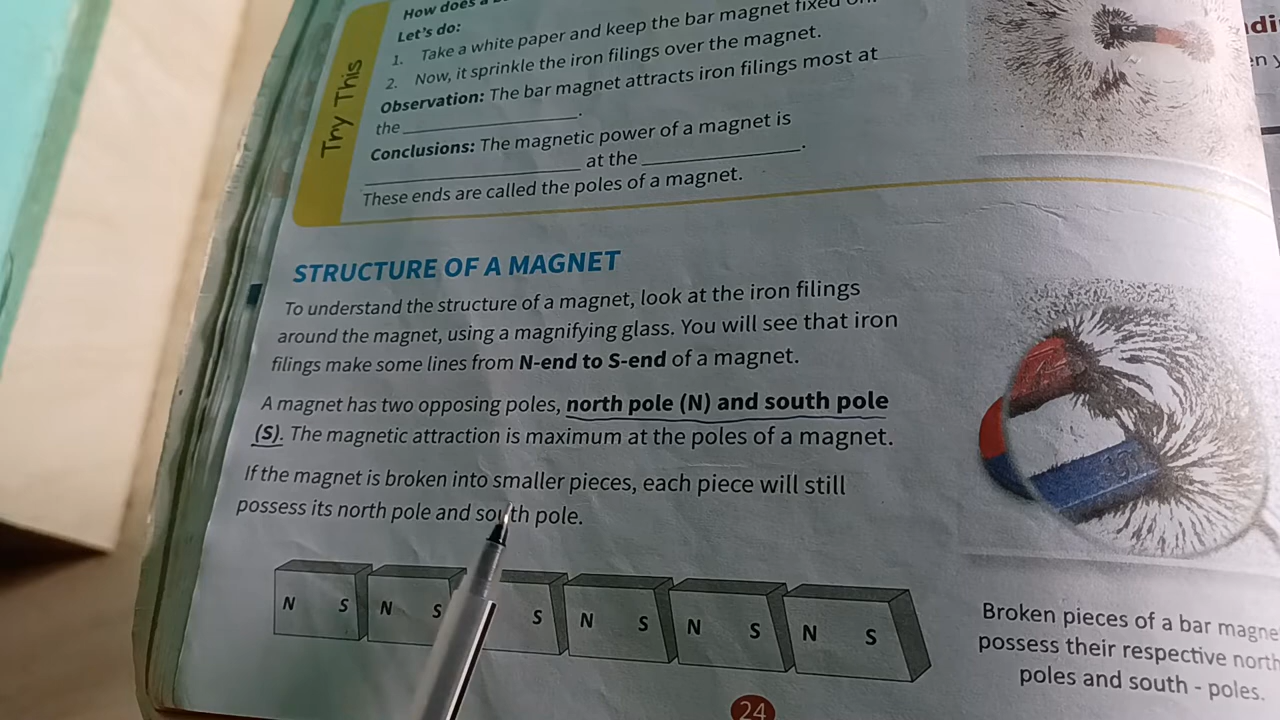 How does a
Let's do:
1. Take a white paper and keep the bar magnet fixed on
2. Now, it sprinkle the iron filings over the magnet.
Observation: The bar magnet attracts iron filings most at
the ____________.
Conclusions: The magnetic power of a magnet is
____________ at the ____________.
These ends are called the poles of a magnet.
Try This
STRUCTURE OF A MAGNET
To understand the structure of a magnet, look at the iron filings
around the magnet, using a magnifying glass. You will see that iron
filings make some lines from N-end to S-end of a magnet.
A magnet has two opposing poles, north pole (N) and south pole
(S). The magnetic attraction is maximum at the poles of a magnet.
If the magnet is broken into smaller pieces, each piece will still
possess its north pole and south pole.
N S N S S N S N S N S
Broken pieces of a bar magne
possess their respective north
poles and south - poles.
24